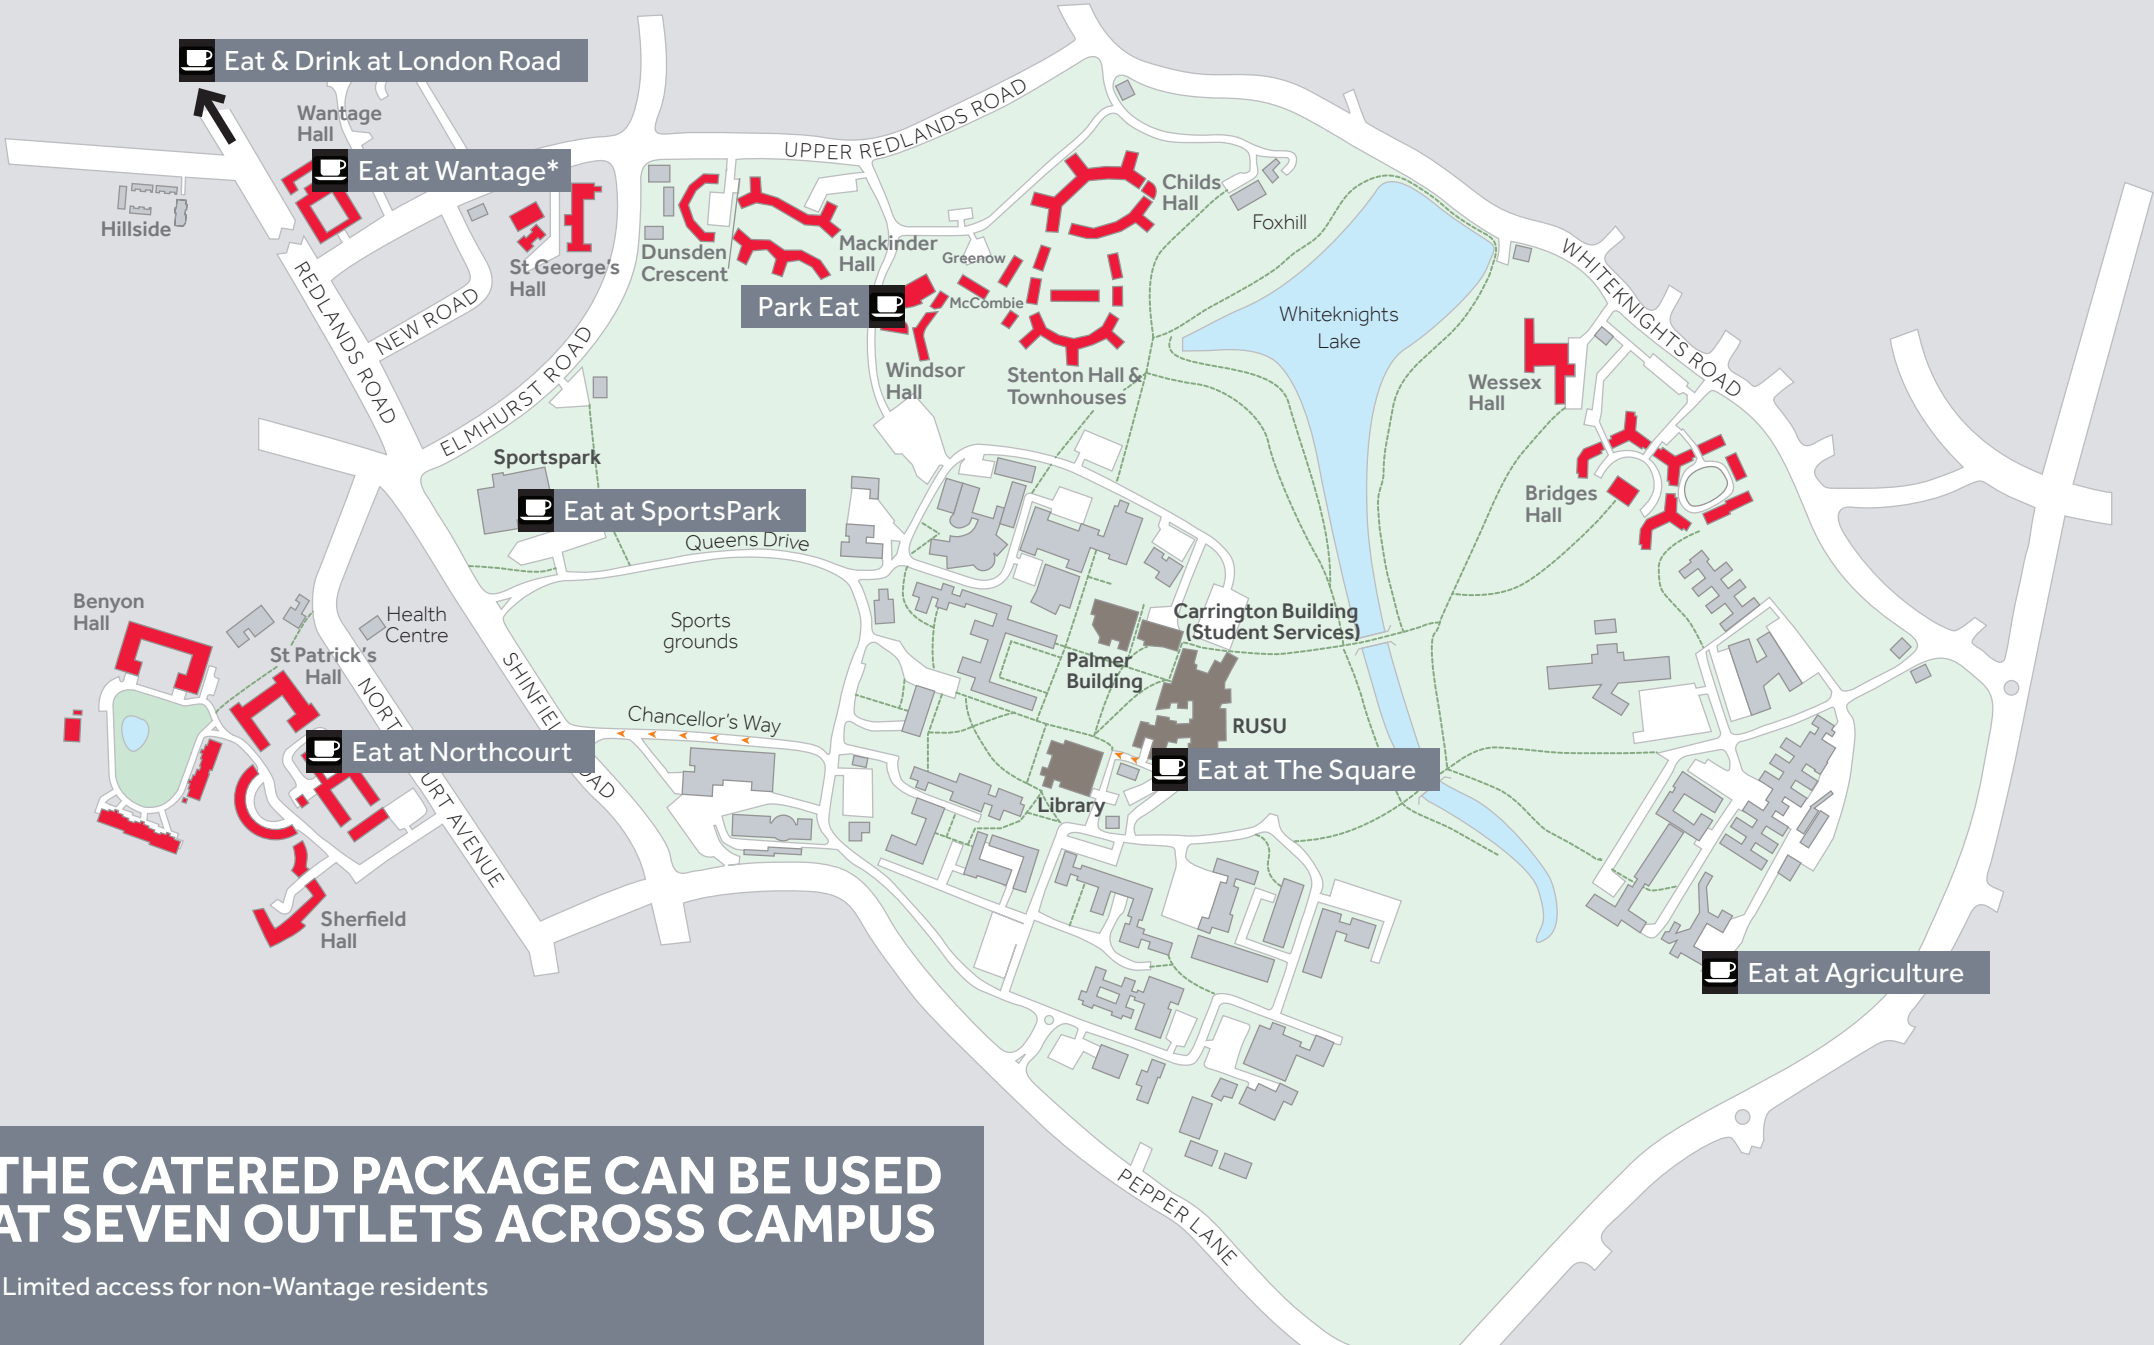 Eat & Drink at London Road
Wantage
Hall
Eat at Wantage*
Hillside
St George's
Hall
UPPER REDLANDS ROAD
Dunsden
Crescent
Mackinder
Hall
Greenow
McCombie
Park Eat
Windsor
Hall
Stenton Hall &
Townhouses
Childs
Hall
Foxhill
Whiteknights
Lake
WHITEKNIGHTS ROAD
Wessex
Hall
Bridges
Hall
REDLANDS ROAD
NEW ROAD
ELMHURST ROAD
Sportspark
Eat at SportsPark
Queens Drive
Sports
grounds
Health
Centre
Benyon
Hall
St Patrick's
Hall
Eat at Northcourt
SHINFIEL
OAD
NORT
URT AVENUE
Chancellor's Way
Sherfield
Hall
Carrington Building
(Student Services)
Palmer
Building
RUSU
Eat at The Square
Library
Eat at Agriculture
PEPPER LANE
THE CATERED PACKAGE CAN BE USED
AT SEVEN OUTLETS ACROSS CAMPUS
Limited access for non-Wantage residents